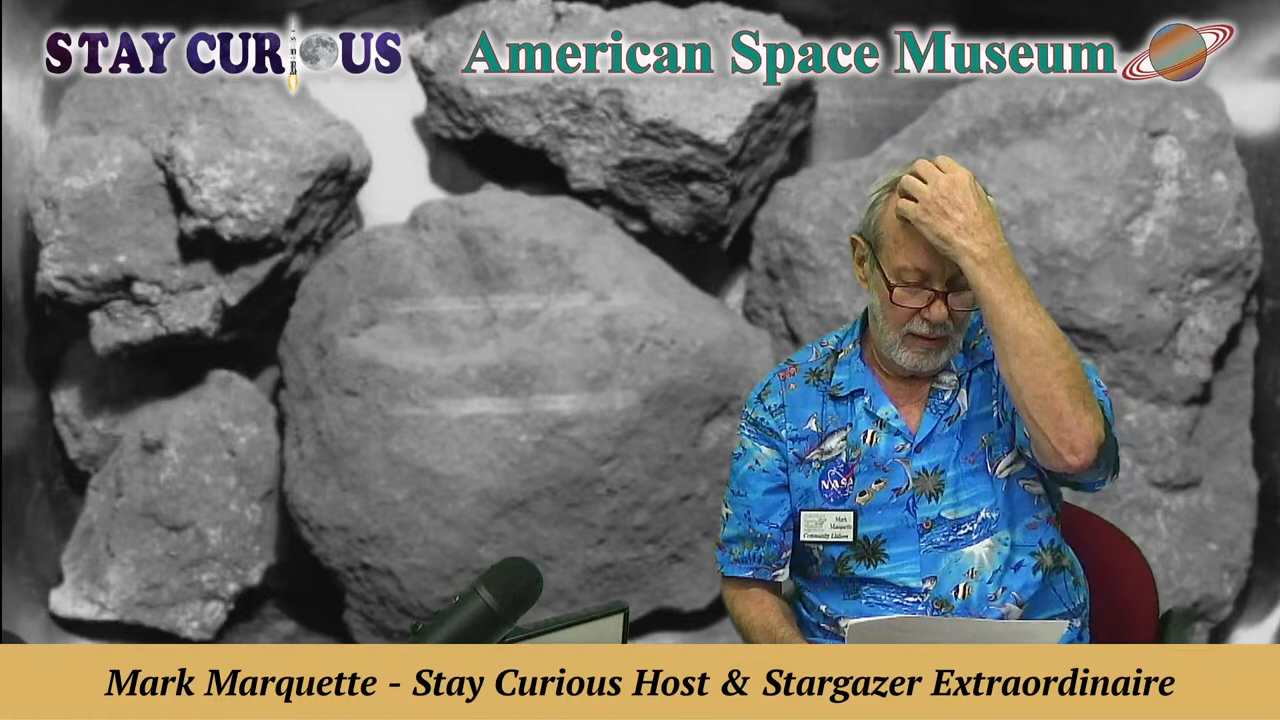 STAY CURIOUS
American Space Museum
NASA
Mark
Marquette
Community Liaison
Mark Marquette - Stay Curious Host & Stargazer Extraordinaire